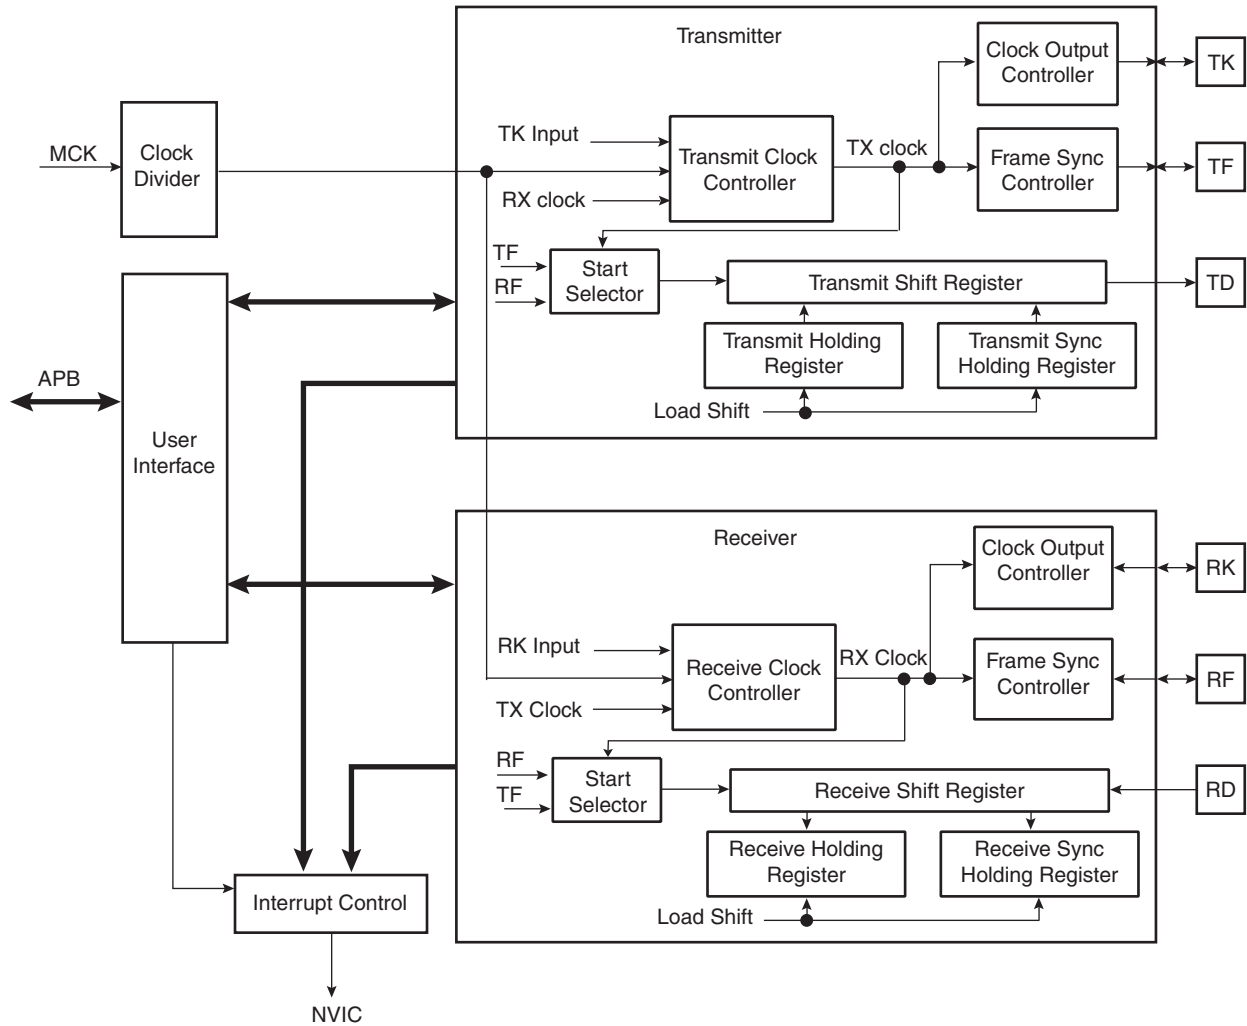 Transmitter
Clock Output
Controller
TK
MCK
Clock
Divider
TK Input
Transmit Clock
Controller
RX clock
TX clock
Frame Sync
Controller
TF
TF
RF
Start
Selector
Transmit Shift Register
TD
Transmit Holding
Register
Transmit Sync
Holding Register
Load Shift
APB
User
Interface
Receiver
Clock Output
Controller
RK
RK Input
Receive Clock
Controller
TX Clock
RX Clock
Frame Sync
Controller
RF
RF
TF
Start
Selector
Receive Shift Register
RD
Receive Holding
Register
Receive Sync
Holding Register
Load Shift
Interrupt Control
NVIC